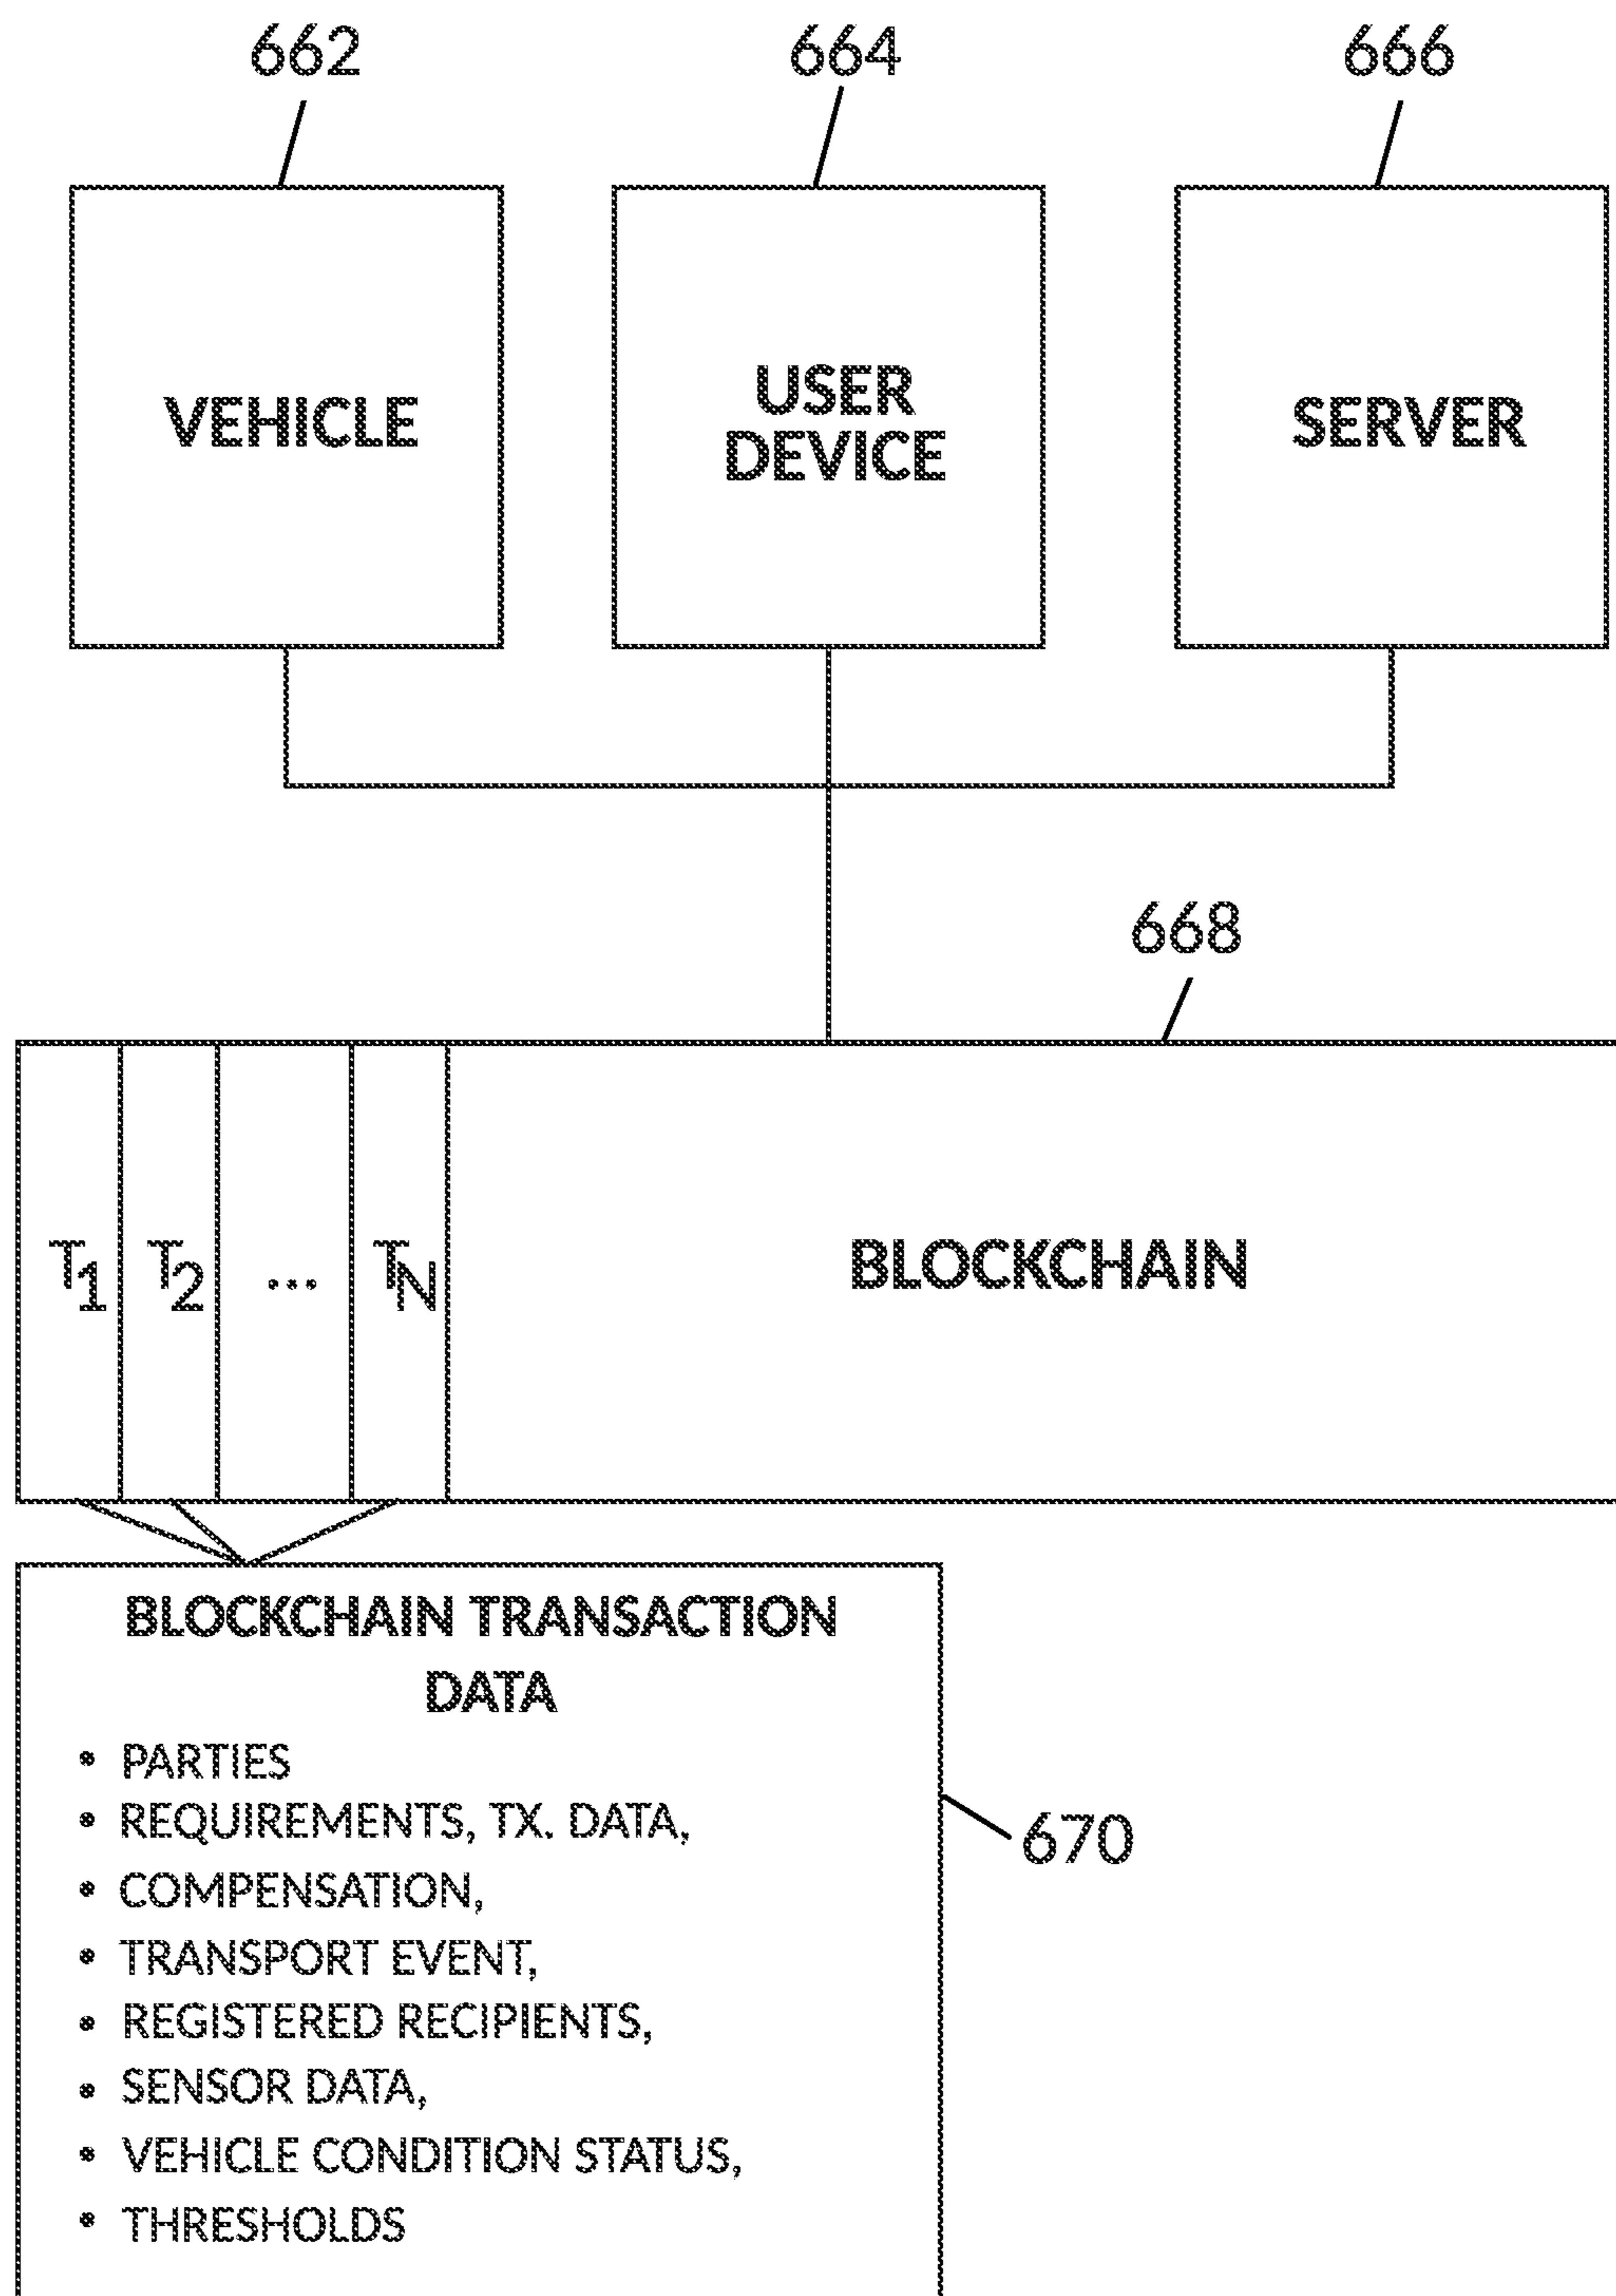 662 664 666
VEHICLE
USER
DEVICE
SERVER
668
T1 T2 ... TN
BLOCKCHAIN
BLOCKCHAIN TRANSACTION
DATA
• PARTIES
• REQUIREMENTS, TX. DATA,
• COMPENSATION,
• TRANSPORT EVENT,
• REGISTERED RECIPIENTS,
• SENSOR DATA,
• VEHICLE CONDITION STATUS,
• THRESHOLDS
670